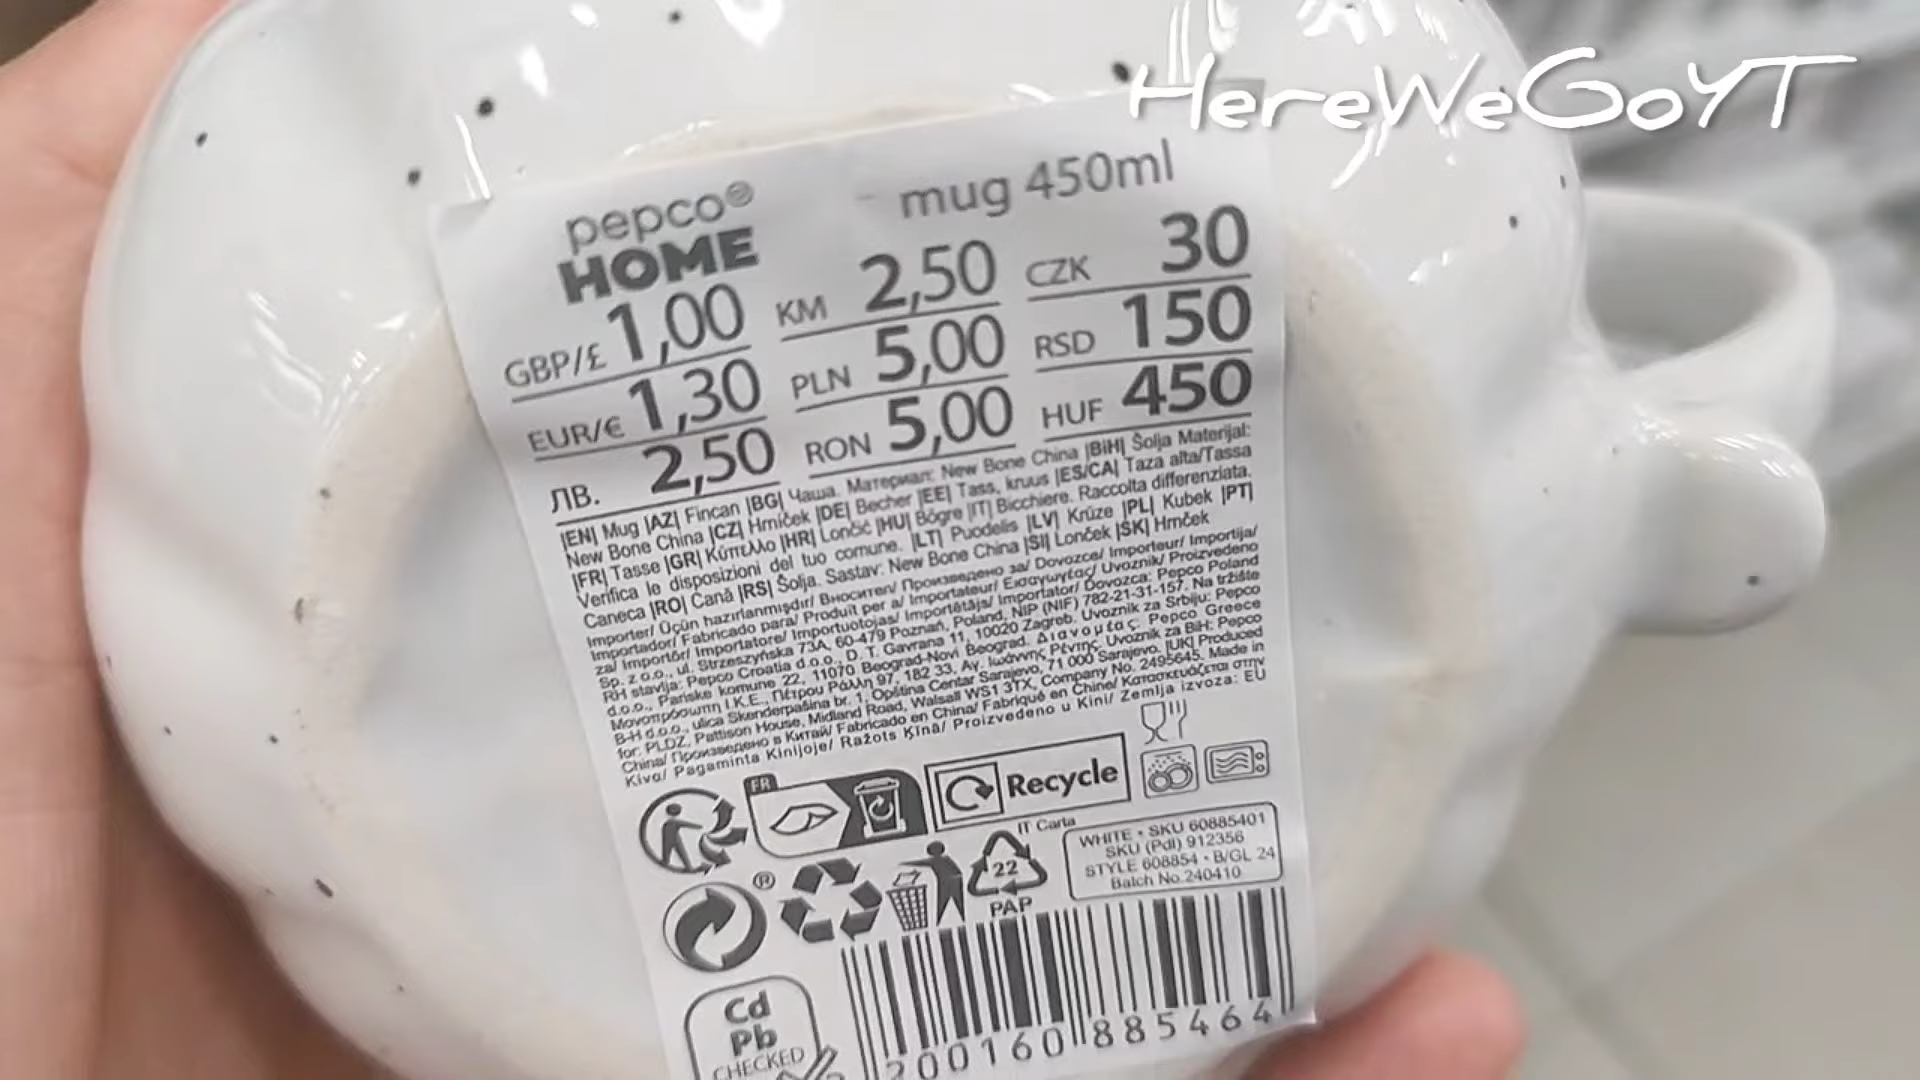 HereWeGoYT
pepco®
HOME
mug 450ml
GBP/£ 1,00
EUR/€ 1,30
ЛВ. 2,50
KM 2,50
PLN 5,00
RON 5,00
CZK 30
RSD 150
HUF 450
|EN| Mug |AZ| Fincan |BG| Чаша. Материал: New Bone China |BiH| Šolja Materijal:
New Bone China |CZ| Hrníček |DE| Becher |EE| Tass, kruus |ES/CA| Taza alta/Tassa
|FR| Tasse |GR| Κύπελλο |HR| Lončić |HU| Bögre |IT| Bicchiere. Raccolta differenziata.
Verifica le disposizioni del tuo comune. |LT| Puodelis |LV| Krūze |PL| Kubek |PT|
Caneca |RO| Cană |RS| Šolja. Sastav: New Bone China |SI| Lonček |SK| Hrnček
Importer/ Üçün hazırlanmışdır/ Вносител/ Произведено за/ Dovozce/ Importeur/ Importija/
Importador/ Fabricado para/ Produit per a/ Importateur/ Εισαγωγέας/ Uvoznik/ Proizvedeno
za/ Importőr/ Importatore/ Importuotojas/ Importētājs/ Importator/ Dovozca: Pepco Poland
Sp. z o.o., ul. Strzeszyńska 73A, 60-479 Poznań, Poland, NIP (NIF) 782-21-31-157. Na tržište
RH stavlja: Pepco Croatia d.o.o., D. T. Gavrana 11, 10020 Zagreb. Uvoznik za Srbiju: Pepco
d.o.o., Pariske komune 22, 11070 Beograd-Novi Beograd. Διανομέας: Pepco Greece
Μονοπρόσωπη Ι.Κ.Ε., Πέτρου Ράλλη 97, 182 33, Αγ. Ιωάννης Ρέντης. Uvoznik za BiH: Pepco
B-H d.o.o., ulica Skenderpašina br. 1, Opština Centar Sarajevo, 71 000 Sarajevo. |UK| Produced
for: PLDZ, Pattison House, Midland Road, Walsall WS1 3TX, Company No. 2495645. Made in
China/ Произведено в Китай/ Fabricado en China/ Fabriqué en Chine/ Κατασκευάζεται στην
Κίνα/ Pagaminta Kinijoje/ Ražots Ķīnā/ Proizvedeno u Kini/ Zemlja izvoza: EU
FR
Recycle
IT Carta
22
PAP
®
WHITE • SKU 60885401
SKU (Pdl) 912356
STYLE 608854 • B/GL 24
Batch No.240410
Cd
Pb
CHECKED
200160 885464